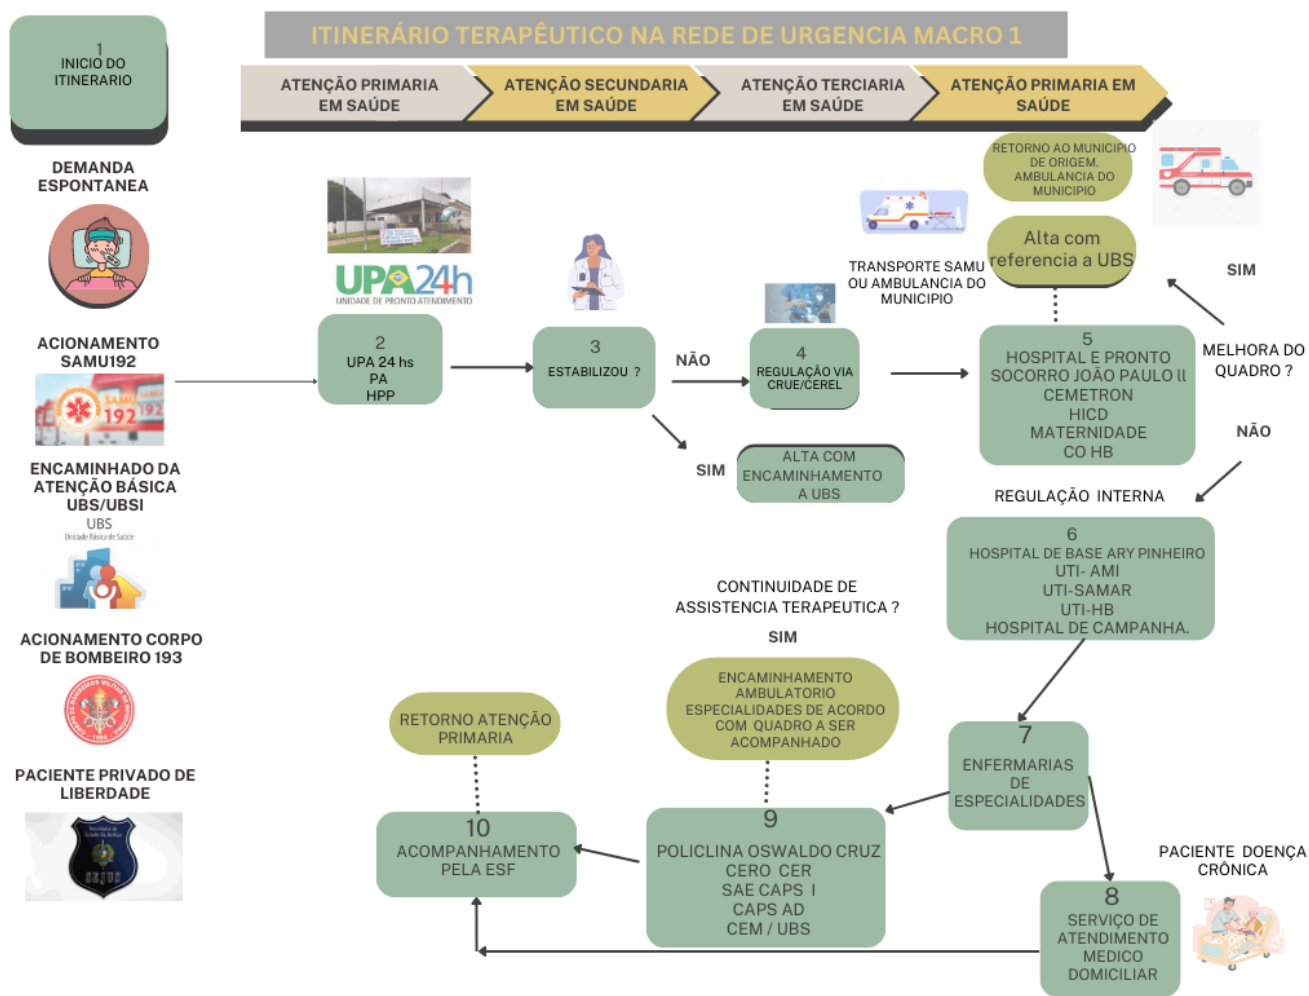 ITINERÁRIO TERAPÊUTICO NA REDE DE URGENCIA MACRO 1
1
INICIO DO
ITINERARIO
ATENÇÃO PRIMARIA
EM SAÚDE
ATENÇÃO SECUNDARIA
EM SAÚDE
ATENÇÃO TERCIARIA
EM SAÚDE
ATENÇÃO PRIMARIA EM
SAÚDE
DEMANDA
ESPONTANEA
ACIONAMENTO
SAMU192
SAMU
192
192
ENCAMINHADO DA
ATENÇÃO BÁSICA
UBS/UBSI
UBS
Unidade Básica de Saúde
ACIONAMENTO CORPO
DE BOMBEIRO 193
PACIENTE PRIVADO DE
LIBERDADE
SEJUS
UPA24h
UNIDADE DE PRONTO ATENDIMENTO
2
UPA 24 hs
PA
HPP
3
ESTABILIZOU ?
NÃO
SIM
4
REGULAÇÃO VIA
CRUE/CEREL
ALTA COM
ENCAMINHAMENTO
A UBS
TRANSPORTE SAMU
OU AMBULANCIA DO
MUNICIPIO
RETORNO AO MUNICIPIO
DE ORIGEM.
AMBULANCIA DO
MUNICIPIO
Alta com
referencia a UBS
SIM
5
HOSPITAL E PRONTO
SOCORRO JOÃO PAULO ll
CEMETRON
HICD
MATERNIDADE
CO HB
MELHORA DO
QUADRO ?
NÃO
REGULAÇÃO INTERNA
6
HOSPITAL DE BASE ARY PINHEIRO
UTI- AMI
UTI-SAMAR
UTI-HB
HOSPITAL DE CAMPANHA.
7
ENFERMARIAS
DE
ESPECIALIDADES
PACIENTE DOENÇA
CRÔNICA
8
SERVIÇO DE
ATENDIMENTO
MEDICO
DOMICILIAR
CONTINUIDADE DE
ASSISTENCIA TERAPEUTICA ?
SIM
ENCAMINHAMENTO
AMBULATORIO
ESPECIALIDADES DE ACORDO
COM QUADRO A SER
ACOMPANHADO
9
POLICLINA OSWALDO CRUZ
CERO CER
SAE CAPS I
CAPS AD
CEM / UBS
RETORNO ATENÇÃO
PRIMARIA
10
ACOMPANHAMENTO
PELA ESF